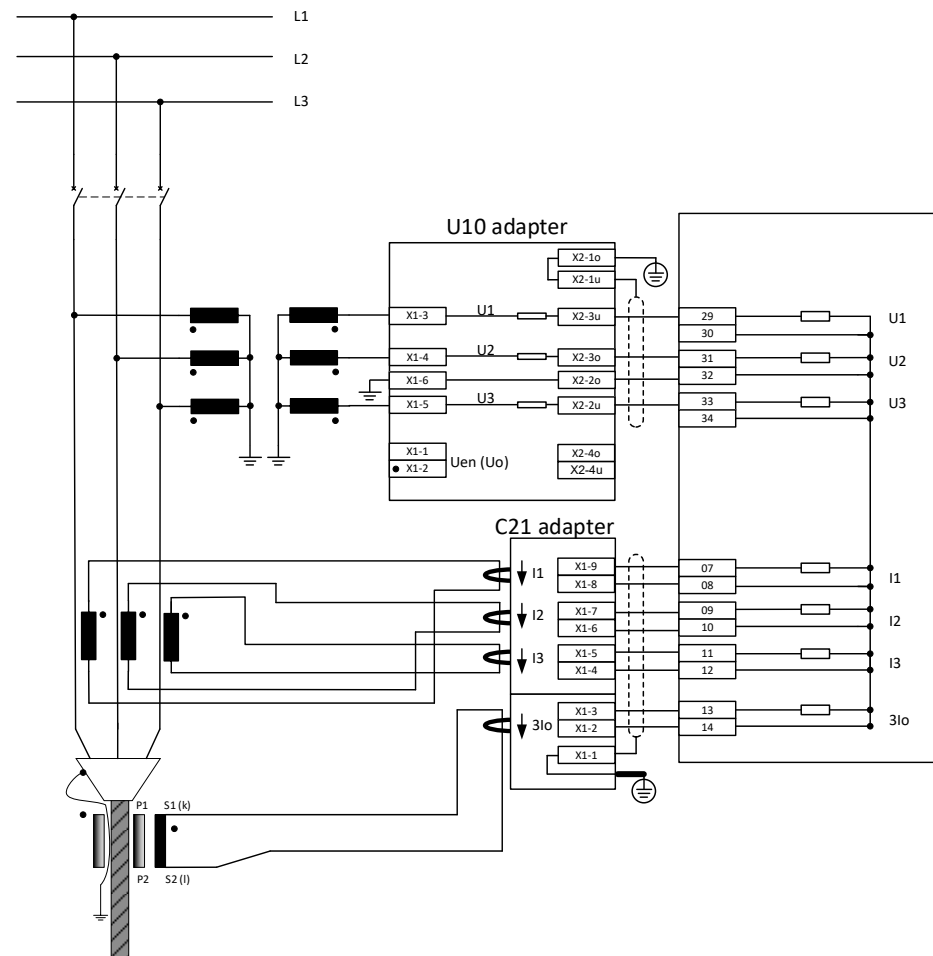 L1
L2
L3
U10 adapter
X2-1o
X2-1u
X1-3 U1 X2-3u 29 U1
30
X1-4 U2 X2-3o 31 U2
X1-6 X2-2o 32
X1-5 U3 X2-2u 33 U3
34
X1-1 X2-4o
X1-2 Uen (Uo) X2-4u
C21 adapter
I1 X1-9 07 I1
X1-8 08
I2 X1-7 09 I2
X1-6 10
I3 X1-5 11 I3
X1-4 12
3Io X1-3 13 3Io
X1-2 14
X1-1
P1 S1 (k)
P2 S2 (l)